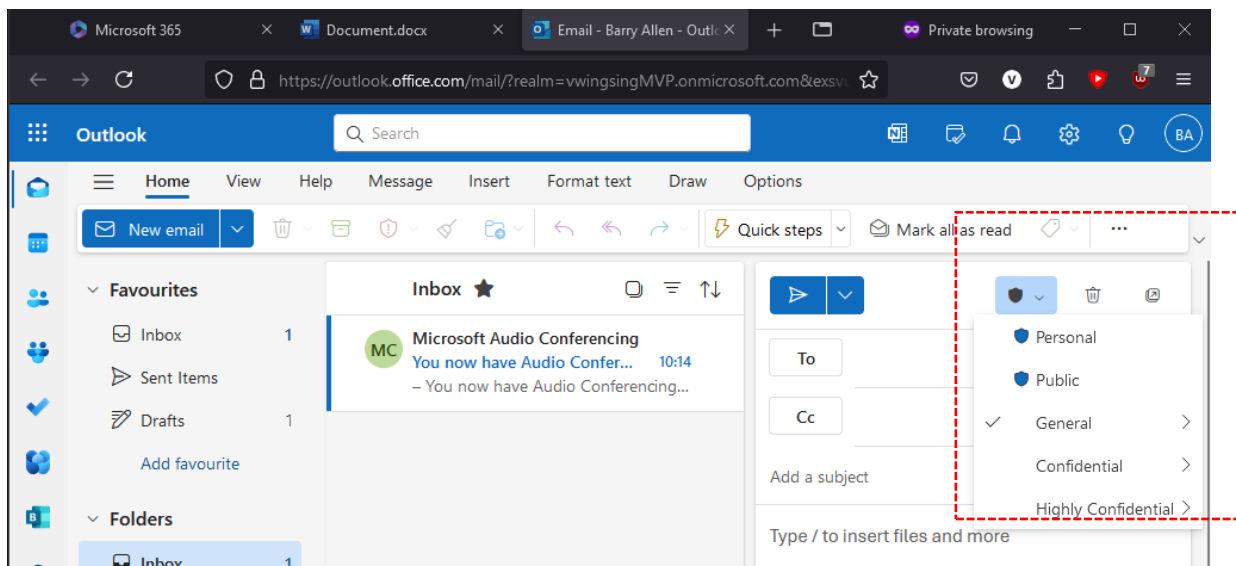 Microsoft 365
Document.docx
Email - Barry Allen - Outlo
Private browsing
https://outlook.office.com/mail/?realm=vwingsingMVP.onmicrosoft.com&exsv
V
7
Outlook
Search
BA
Home View Help Message Insert Format text Draw Options
New email
Quick steps
Mark all as read
Favourites
Inbox 1
Sent Items
Drafts 1
Add favourite
Folders
Inbox 1
Inbox
MC
Microsoft Audio Conferencing
You now have Audio Confer... 10:14
– You now have Audio Conferencing...
To
Cc
Add a subject
Type / to insert files and more
Personal
Public
General
Confidential
Highly Confidential